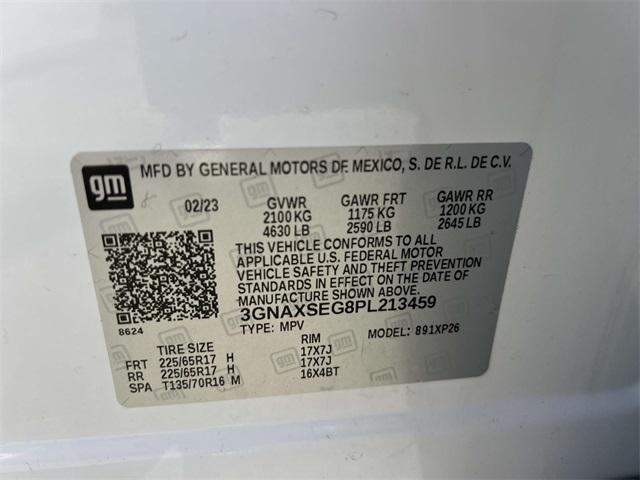 gm
MFD BY GENERAL MOTORS DE MEXICO, S. DE R.L. DE C.V.
02/23 GVWR GAWR FRT GAWR RR
2100 KG 1175 KG 1200 KG
4630 LB 2590 LB 2645 LB
THIS VEHICLE CONFORMS TO ALL
APPLICABLE U.S. FEDERAL MOTOR
VEHICLE SAFETY AND THEFT PREVENTION
STANDARDS IN EFFECT ON THE DATE OF
MANUFACTURE SHOWN ABOVE.
3GNAXSEG8PL213459
8624
TYPE: MPV MODEL: 891XP26
TIRE SIZE RIM
FRT 225/65R17 H 17X7J
RR 225/65R17 H 17X7J
SPA T135/70R16 M 16X4BT